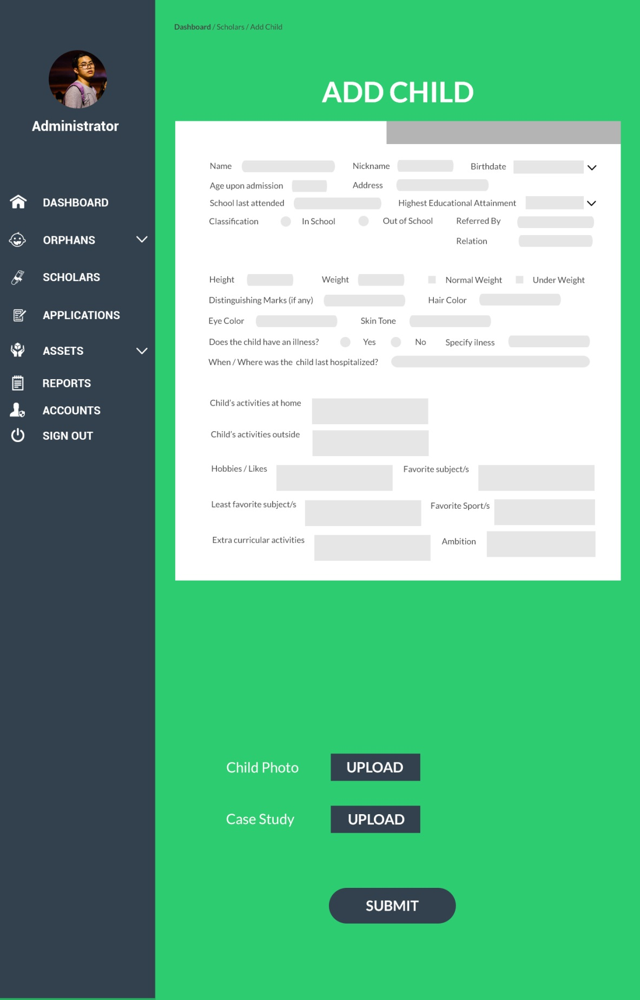 Dashboard / Scholars / Add Child
Administrator
DASHBOARD
ORPHANS
SCHOLARS
APPLICATIONS
ASSETS
REPORTS
ACCOUNTS
SIGN OUT
ADD CHILD
Name Nickname Birthdate
Age upon admission Address
School last attended Highest Educational Attainment
Classification In School Out of School Referred By
Relation
Height Weight Normal Weight Under Weight
Distinguishing Marks (if any) Hair Color
Eye Color Skin Tone
Does the child have an illness? Yes No Specify ilness
When / Where was the child last hospitalized?
Child's activities at home
Child's activities outside
Hobbies / Likes Favorite subject/s
Least favorite subject/s Favorite Sport/s
Extra curricular activities Ambition
Child Photo UPLOAD
Case Study UPLOAD
SUBMIT